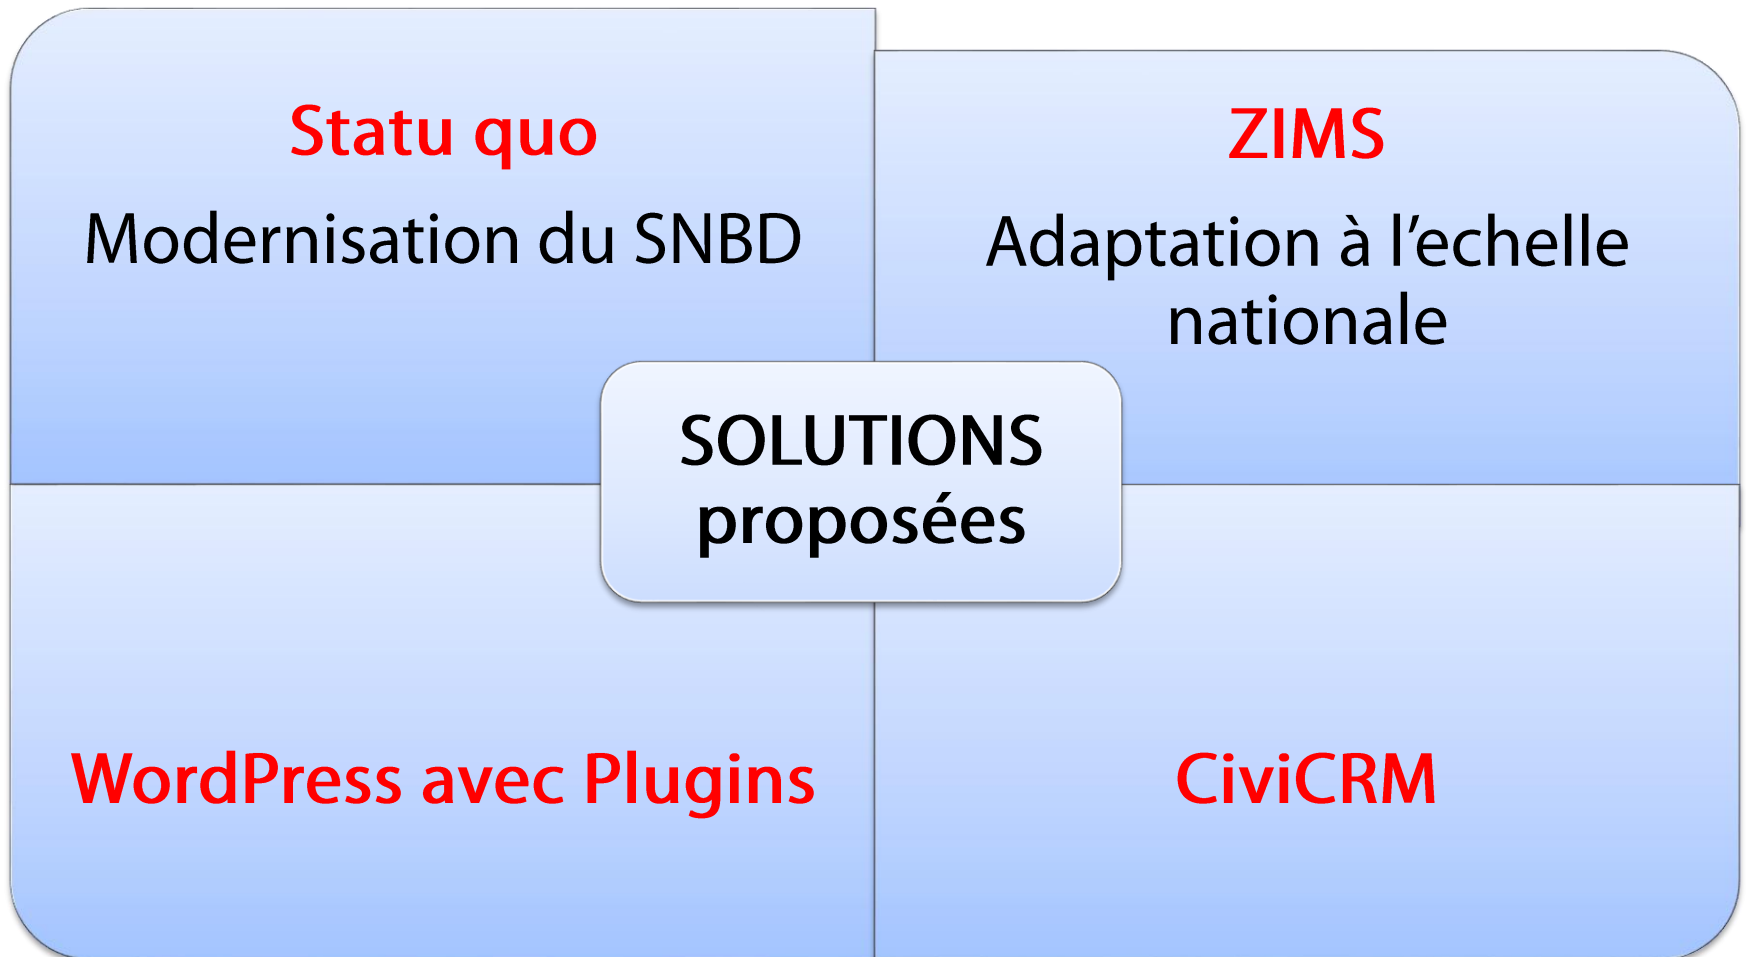 Statu quo
Modernisation du SNBD
ZIMS
Adaptation à l’echelle
nationale
SOLUTIONS
proposées
WordPress avec Plugins
CiviCRM